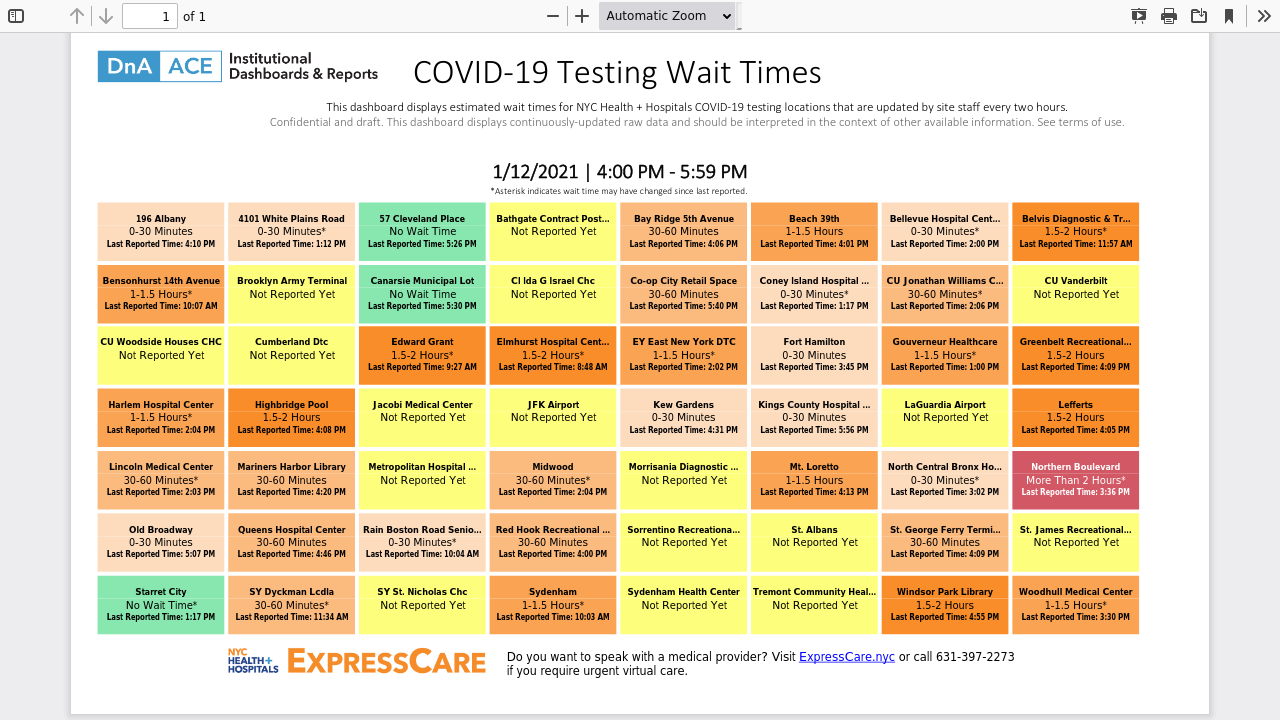 1
of 1
Automatic Zoom
DnA ACE Institutional
Dashboards & Reports
COVID-19 Testing Wait Times
This dashboard displays estimated wait times for NYC Health + Hospitals COVID-19 testing locations that are updated by site staff every two hours.
Confidential and draft. This dashboard displays continuously-updated raw data and should be interpreted in the context of other available information. See terms of use.
1/12/2021 | 4:00 PM - 5:59 PM
*Asterisk indicates wait time may have changed since last reported.
196 Albany
0-30 Minutes
Last Reported Time: 4:10 PM
4101 White Plains Road
0-30 Minutes*
Last Reported Time: 1:12 PM
57 Cleveland Place
No Wait Time
Last Reported Time: 5:26 PM
Bathgate Contract Post...
Not Reported Yet
Bay Ridge 5th Avenue
30-60 Minutes
Last Reported Time: 4:06 PM
Beach 39th
1-1.5 Hours
Last Reported Time: 4:01 PM
Bellevue Hospital Cent...
0-30 Minutes*
Last Reported Time: 2:00 PM
Belvis Diagnostic & Tr...
1.5-2 Hours*
Last Reported Time: 11:57 AM
Bensonhurst 14th Avenue
1-1.5 Hours*
Last Reported Time: 10:07 AM
Brooklyn Army Terminal
Not Reported Yet
Canarsie Municipal Lot
No Wait Time
Last Reported Time: 5:30 PM
CI Ida G Israel Chc
Not Reported Yet
Co-op City Retail Space
30-60 Minutes
Last Reported Time: 5:40 PM
Coney Island Hospital ...
0-30 Minutes*
Last Reported Time: 1:17 PM
CU Jonathan Williams C...
30-60 Minutes*
Last Reported Time: 2:06 PM
CU Vanderbilt
Not Reported Yet
CU Woodside Houses CHC
Not Reported Yet
Cumberland Dtc
Not Reported Yet
Edward Grant
1.5-2 Hours*
Last Reported Time: 9:27 AM
Elmhurst Hospital Cent...
1.5-2 Hours*
Last Reported Time: 8:48 AM
EY East New York DTC
1-1.5 Hours*
Last Reported Time: 2:02 PM
Fort Hamilton
0-30 Minutes
Last Reported Time: 3:45 PM
Gouverneur Healthcare
1-1.5 Hours*
Last Reported Time: 1:00 PM
Greenbelt Recreational...
1.5-2 Hours
Last Reported Time: 4:09 PM
Harlem Hospital Center
1-1.5 Hours*
Last Reported Time: 2:04 PM
Highbridge Pool
1.5-2 Hours
Last Reported Time: 4:08 PM
Jacobi Medical Center
Not Reported Yet
JFK Airport
Not Reported Yet
Kew Gardens
0-30 Minutes
Last Reported Time: 4:31 PM
Kings County Hospital ...
0-30 Minutes
Last Reported Time: 5:56 PM
LaGuardia Airport
Not Reported Yet
Lefferts
1.5-2 Hours
Last Reported Time: 4:05 PM
Lincoln Medical Center
30-60 Minutes*
Last Reported Time: 2:03 PM
Mariners Harbor Library
30-60 Minutes
Last Reported Time: 4:20 PM
Metropolitan Hospital ...
Not Reported Yet
Midwood
30-60 Minutes*
Last Reported Time: 2:04 PM
Morrisania Diagnostic ...
Not Reported Yet
Mt. Loretto
1-1.5 Hours
Last Reported Time: 4:13 PM
North Central Bronx Ho...
0-30 Minutes*
Last Reported Time: 3:02 PM
Northern Boulevard
More Than 2 Hours*
Last Reported Time: 3:36 PM
Old Broadway
0-30 Minutes
Last Reported Time: 5:07 PM
Queens Hospital Center
30-60 Minutes
Last Reported Time: 4:46 PM
Rain Boston Road Senio...
0-30 Minutes*
Last Reported Time: 10:04 AM
Red Hook Recreational ...
30-60 Minutes
Last Reported Time: 4:00 PM
Sorrentino Recreationa...
Not Reported Yet
St. Albans
Not Reported Yet
St. George Ferry Termi...
30-60 Minutes
Last Reported Time: 4:09 PM
St. James Recreational...
Not Reported Yet
Starret City
No Wait Time*
Last Reported Time: 1:17 PM
SY Dyckman Lcdla
30-60 Minutes*
Last Reported Time: 11:34 AM
SY St. Nicholas Chc
Not Reported Yet
Sydenham
1-1.5 Hours*
Last Reported Time: 10:03 AM
Sydenham Health Center
Not Reported Yet
Tremont Community Heal...
Not Reported Yet
Windsor Park Library
1.5-2 Hours
Last Reported Time: 4:55 PM
Woodhull Medical Center
1-1.5 Hours*
Last Reported Time: 3:30 PM
NYC
HEALTH+
HOSPITALS
EXPRESSCARE
Do you want to speak with a medical provider? Visit ExpressCare.nyc or call 631-397-2273
if you require urgent virtual care.